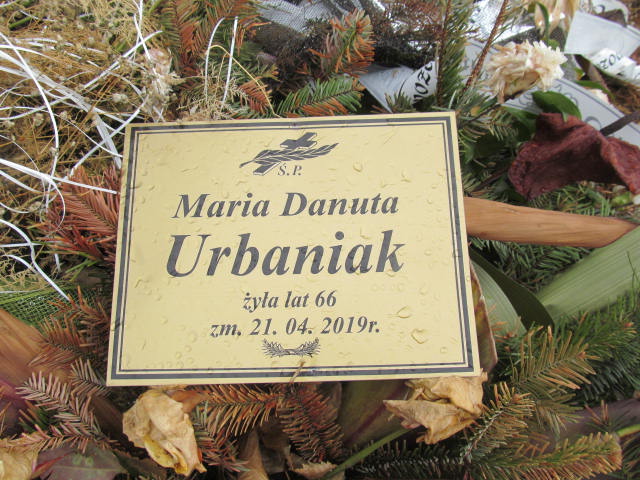 Ś.P.
Maria Danuta
Urbaniak
żyła lat 66
zm. 21. 04. 2019r.